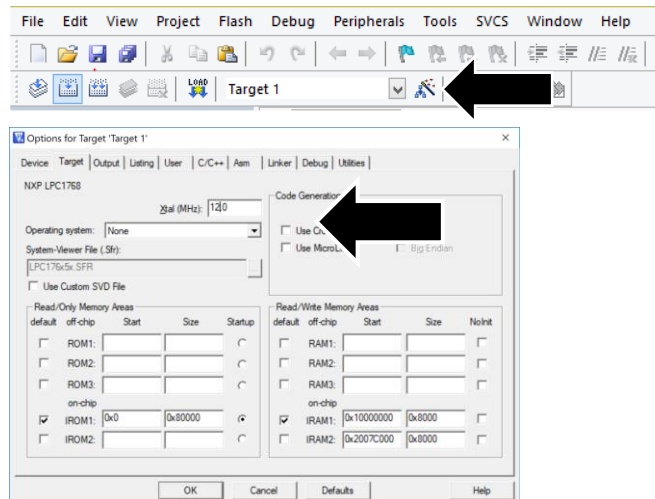 File Edit View Project Flash Debug Peripherals Tools SVCS Window Help
LOAD
Target 1
Options for Target 'Target 1'
Device Target Output Listing User C/C++ Asm Linker Debug Utilities
NXP LPC1768
Xtal (MHz): 12.0
Code Generation
Operating system: None
Use
System-Viewer File (.Sfr):
Use
Big Endian
LPC176x5x.SFR
Use Custom SVD File
Read/Only Memory Areas
default off-chip Start Size Startup
ROM1:
ROM2:
ROM3:
on-chip
IROM1: 0x0 0x80000
IROM2:
Read/Write Memory Areas
default off-chip Start Size NoInit
RAM1:
RAM2:
RAM3:
on-chip
IRAM1: 0x10000000 0x8000
IRAM2: 0x2007C000 0x8000
OK Cancel Defaults Help